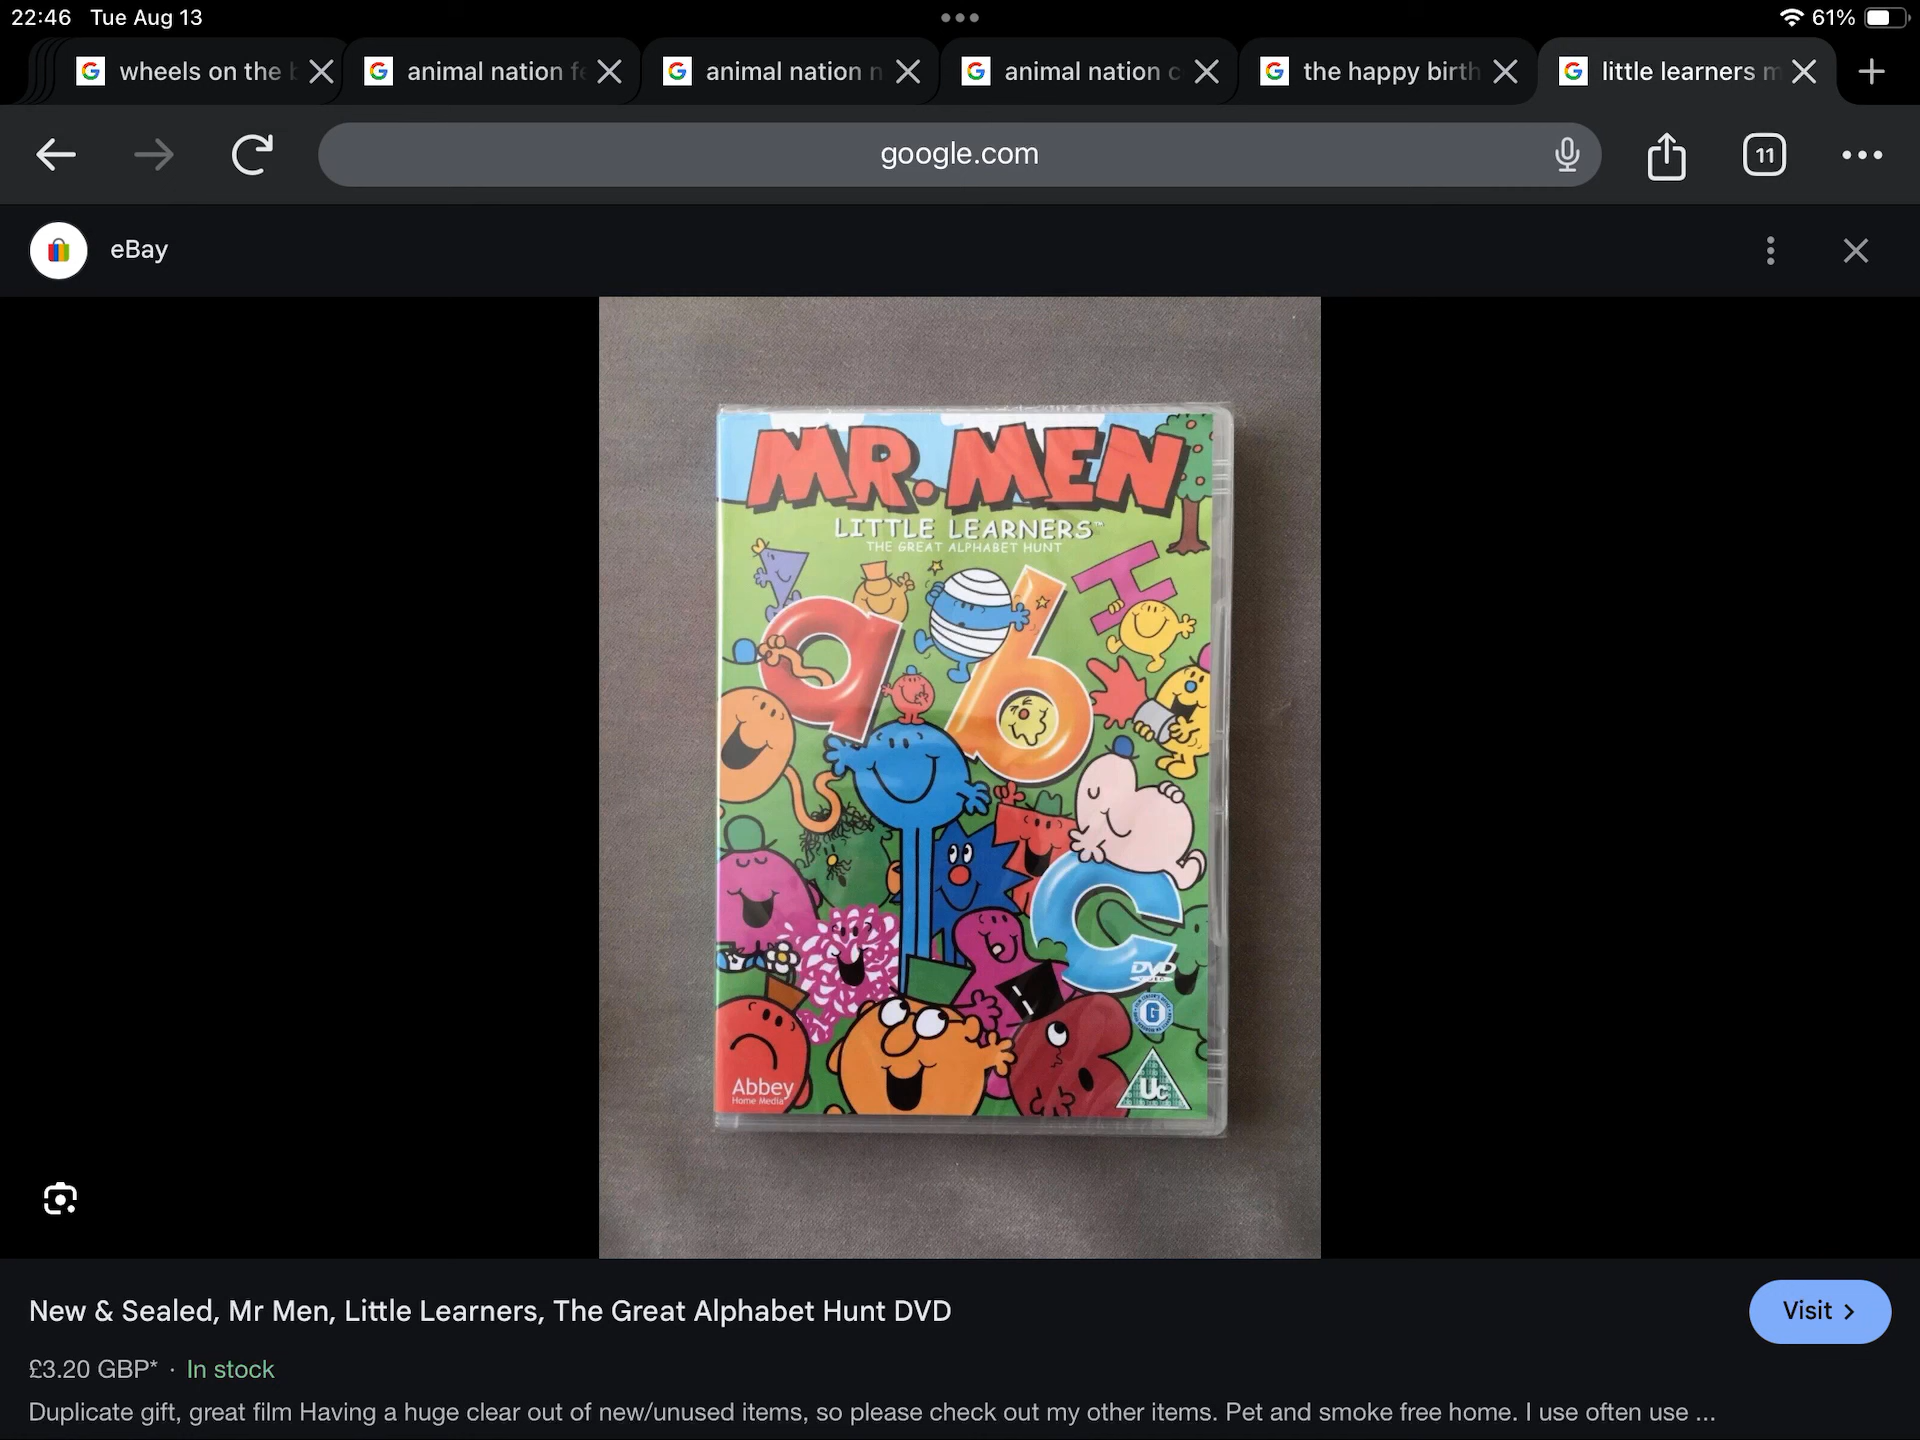 22:46 Tue Aug 13
61%
wheels on the
animal nation
animal nation
animal nation
the happy birth
little learners
google.com
11
eBay
MR. MEN
LITTLE LEARNERS™
THE GREAT ALPHABET HUNT
H
a b
c
DVD
VIDEO
G
Uc
Abbey
Home Media
New & Sealed, Mr Men, Little Learners, The Great Alphabet Hunt DVD
Visit
£3.20 GBP* · In stock
Duplicate gift, great film Having a huge clear out of new/unused items, so please check out my other items. Pet and smoke free home. I use often use ...